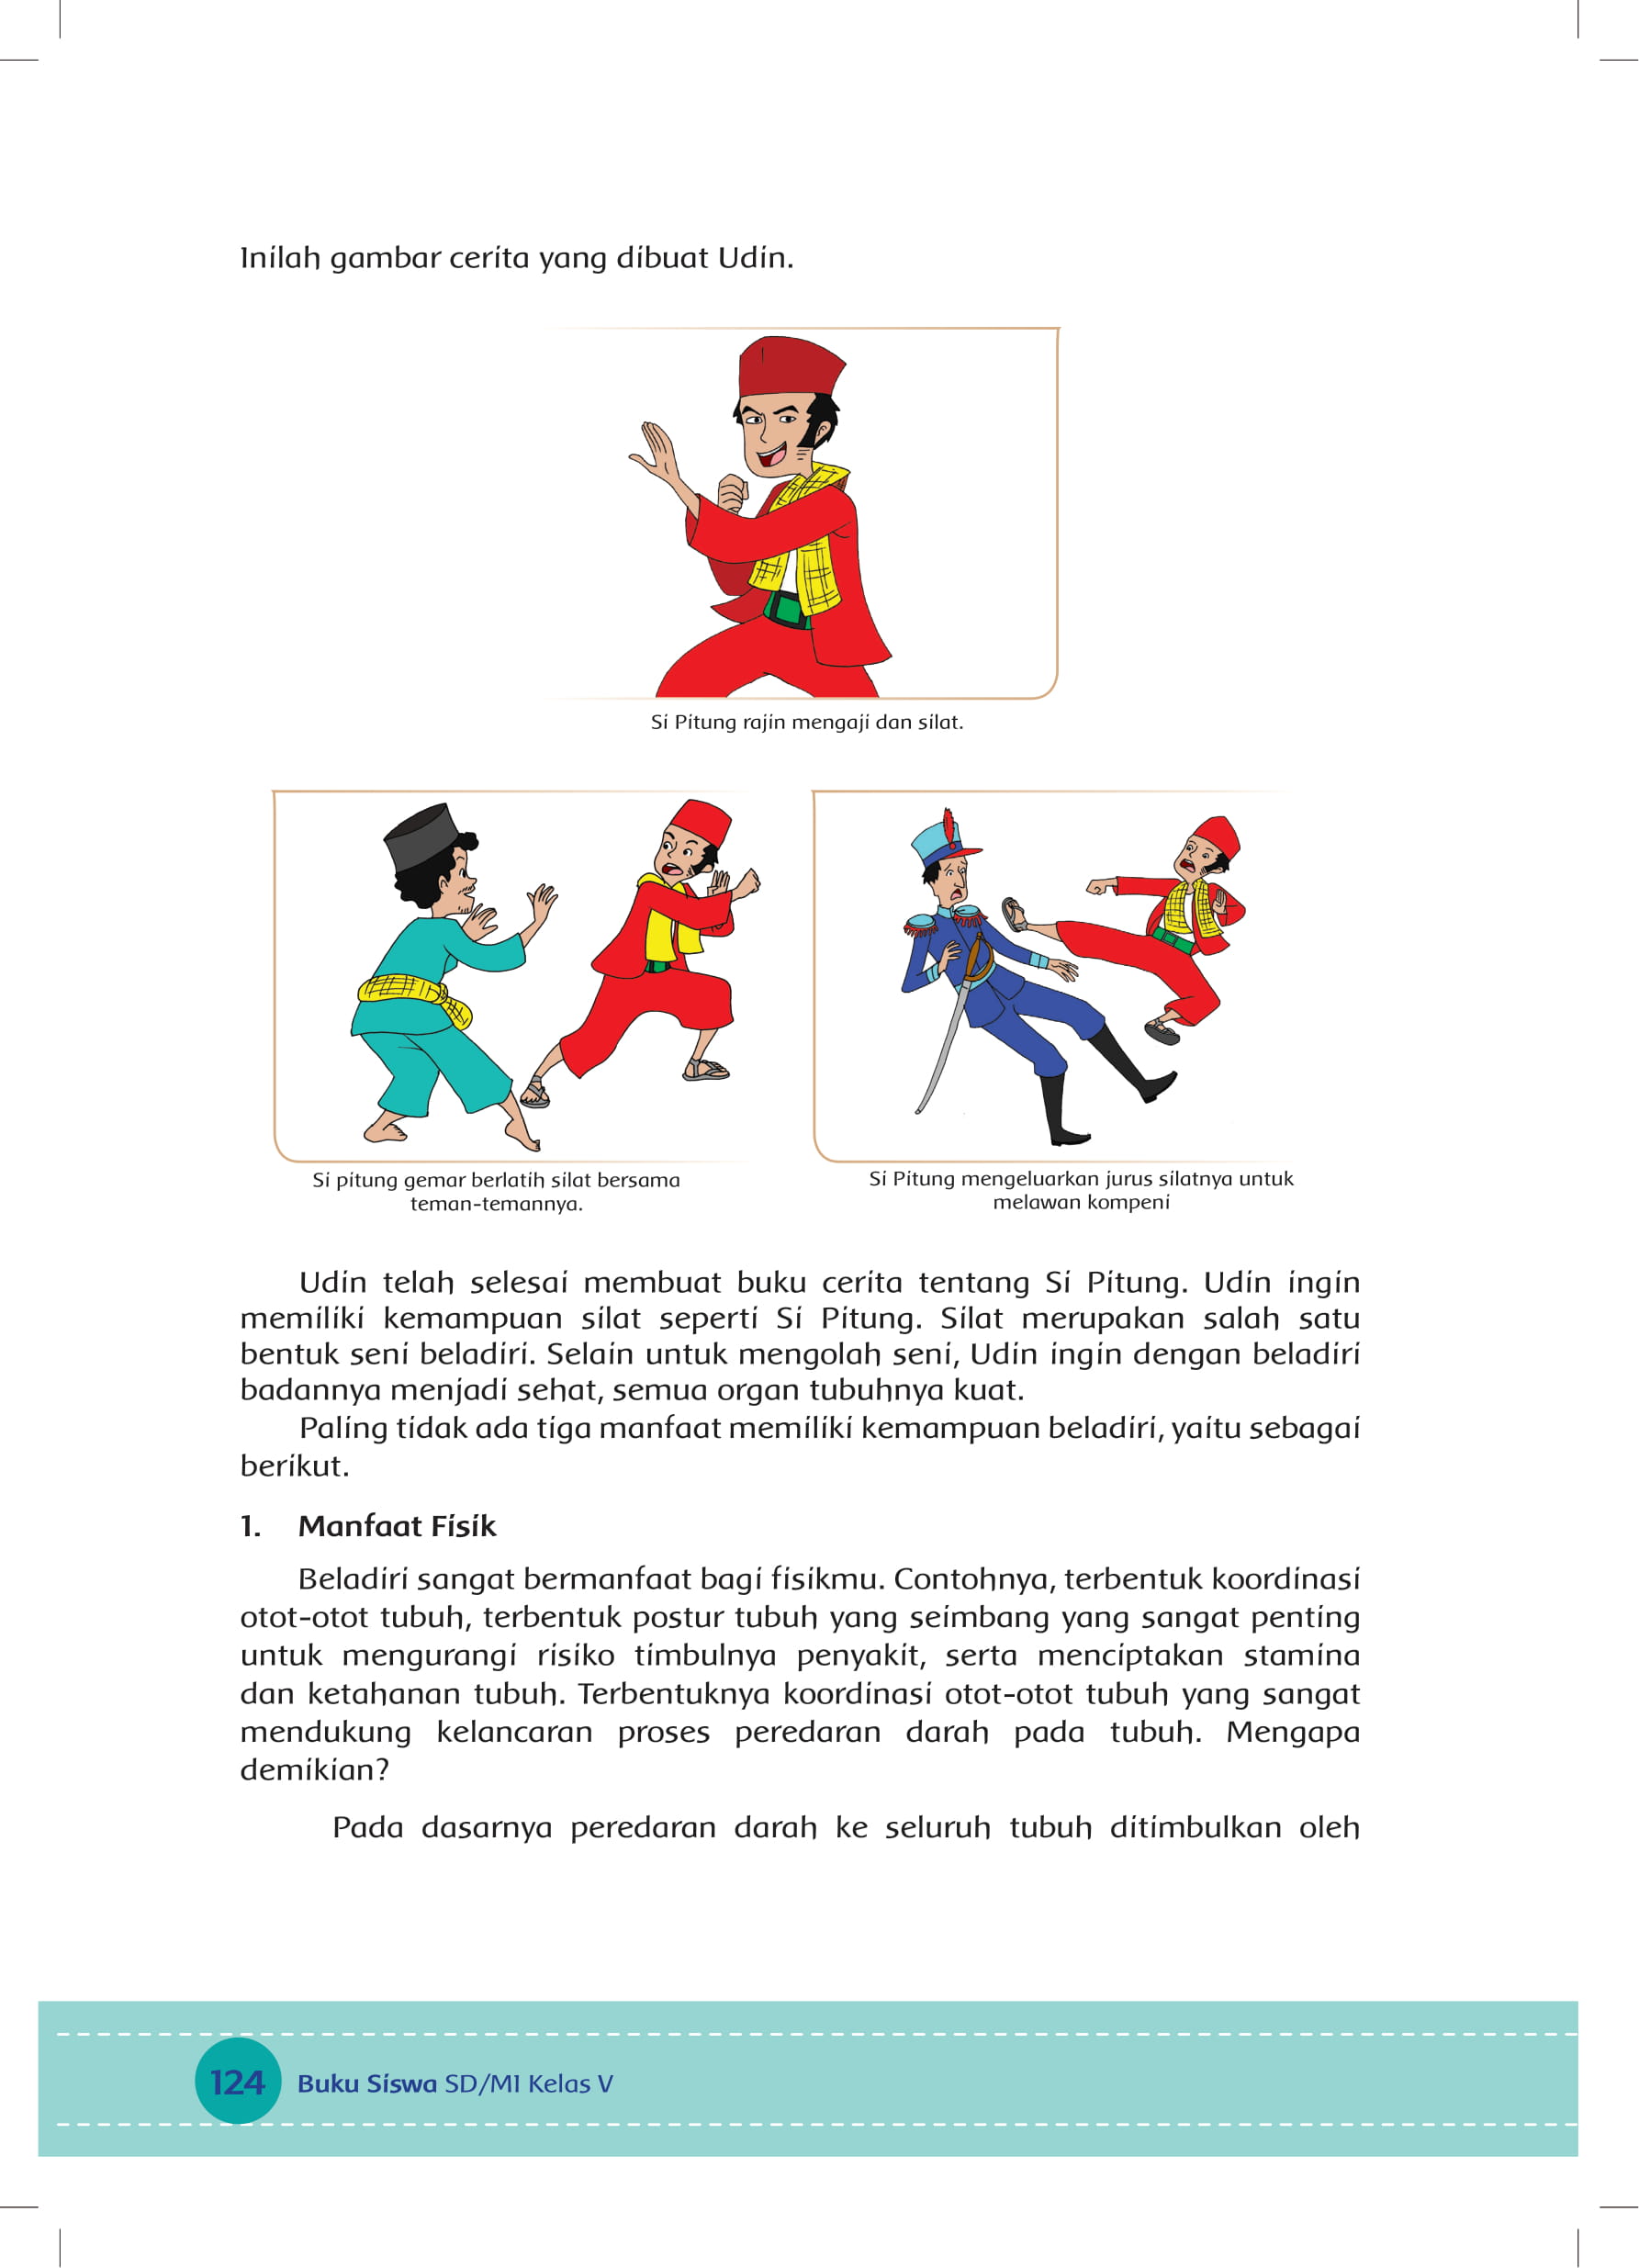 Inilah gambar cerita yang dibuat Udin.
Si Pitung rajin mengaji dan silat.
Si pitung gemar berlatih silat bersama
teman-temannya.
Si Pitung mengeluarkan jurus silatnya untuk
melawan kompeni
Udin telah selesai membuat buku cerita tentang Si Pitung. Udin ingin
memiliki kemampuan silat seperti Si Pitung. Silat merupakan salah satu
bentuk seni beladiri. Selain untuk mengolah seni, Udin ingin dengan beladiri
badannya menjadi sehat, semua organ tubuhnya kuat.
Paling tidak ada tiga manfaat memiliki kemampuan beladiri, yaitu sebagai
berikut.
1. Manfaat Fisik
Beladiri sangat bermanfaat bagi fisikmu. Contohnya, terbentuk koordinasi
otot-otot tubuh, terbentuk postur tubuh yang seimbang yang sangat penting
untuk mengurangi risiko timbulnya penyakit, serta menciptakan stamina
dan ketahanan tubuh. Terbentuknya koordinasi otot-otot tubuh yang sangat
mendukung kelancaran proses peredaran darah pada tubuh. Mengapa
demikian?
Pada dasarnya peredaran darah ke seluruh tubuh ditimbulkan oleh
124 Buku Siswa SD/MI Kelas V